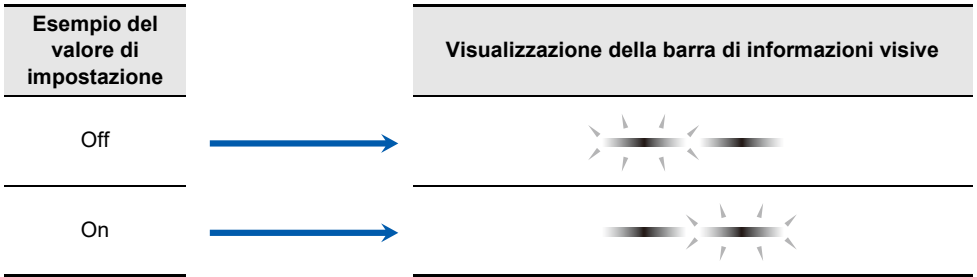 Esempio del
valore di
impostazione
Visualizzazione della barra di informazioni visive
Off
On